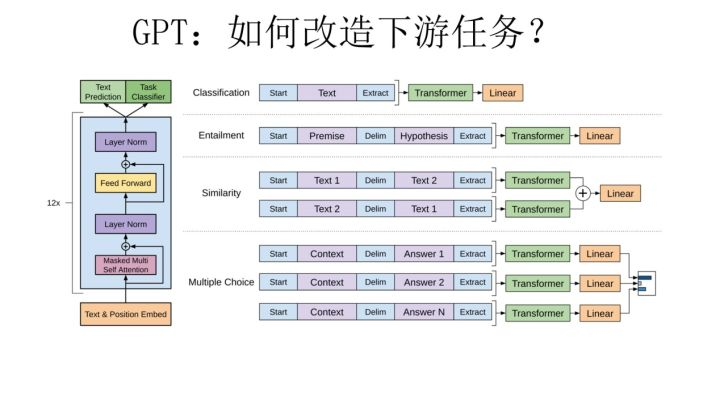 GPT：如何改造下游任务？
Text Prediction
Task Classifier
Layer Norm
+
Feed Forward
12x
Layer Norm
+
Masked Multi Self Attention
Text & Position Embed
Classification Start Text Extract Transformer Linear
Entailment Start Premise Delim Hypothesis Extract Transformer Linear
Similarity
Start Text 1 Delim Text 2 Extract Transformer
+ Linear
Start Text 2 Delim Text 1 Extract Transformer
Multiple Choice
Start Context Delim Answer 1 Extract Transformer Linear
Start Context Delim Answer 2 Extract Transformer Linear
Start Context Delim Answer N Extract Transformer Linear